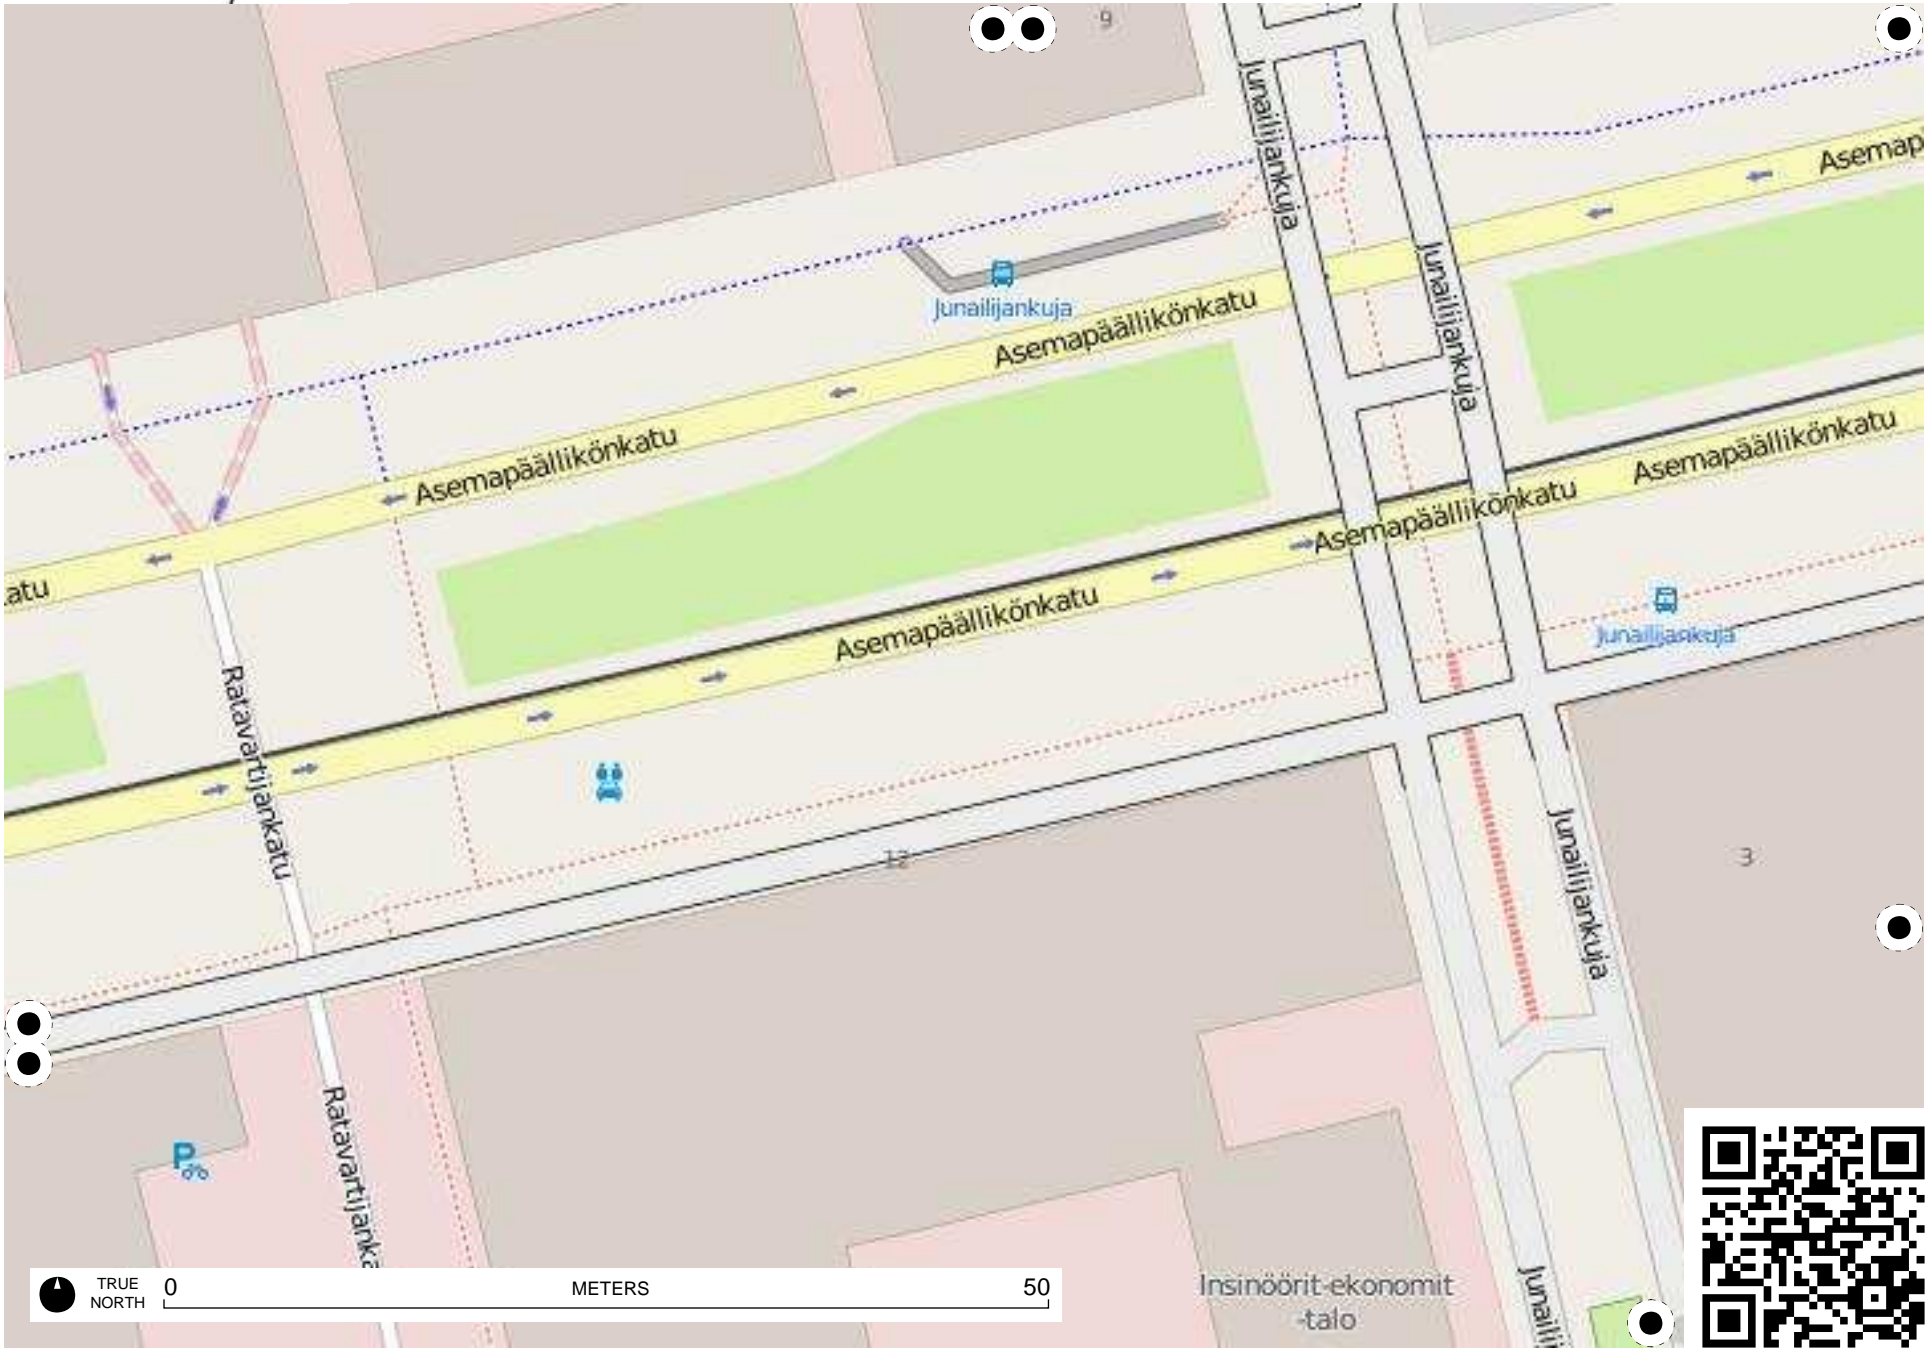 9
Junailijankuja
Asemap
Junailijankuja
Junailijankuja
Asemapäällikönkatu
Asemapäällikönkatu
Asemapäällikönkatu
Asemapäällikönkatu
Asemapäällikönkatu
atu
Junailijankuja
Ratavartijankatu
12
3
Junailijankuja
Ratavartijanka
P
Insinöörit-ekonomit
-talo
Junaili
TRUE
NORTH
0 METERS 50